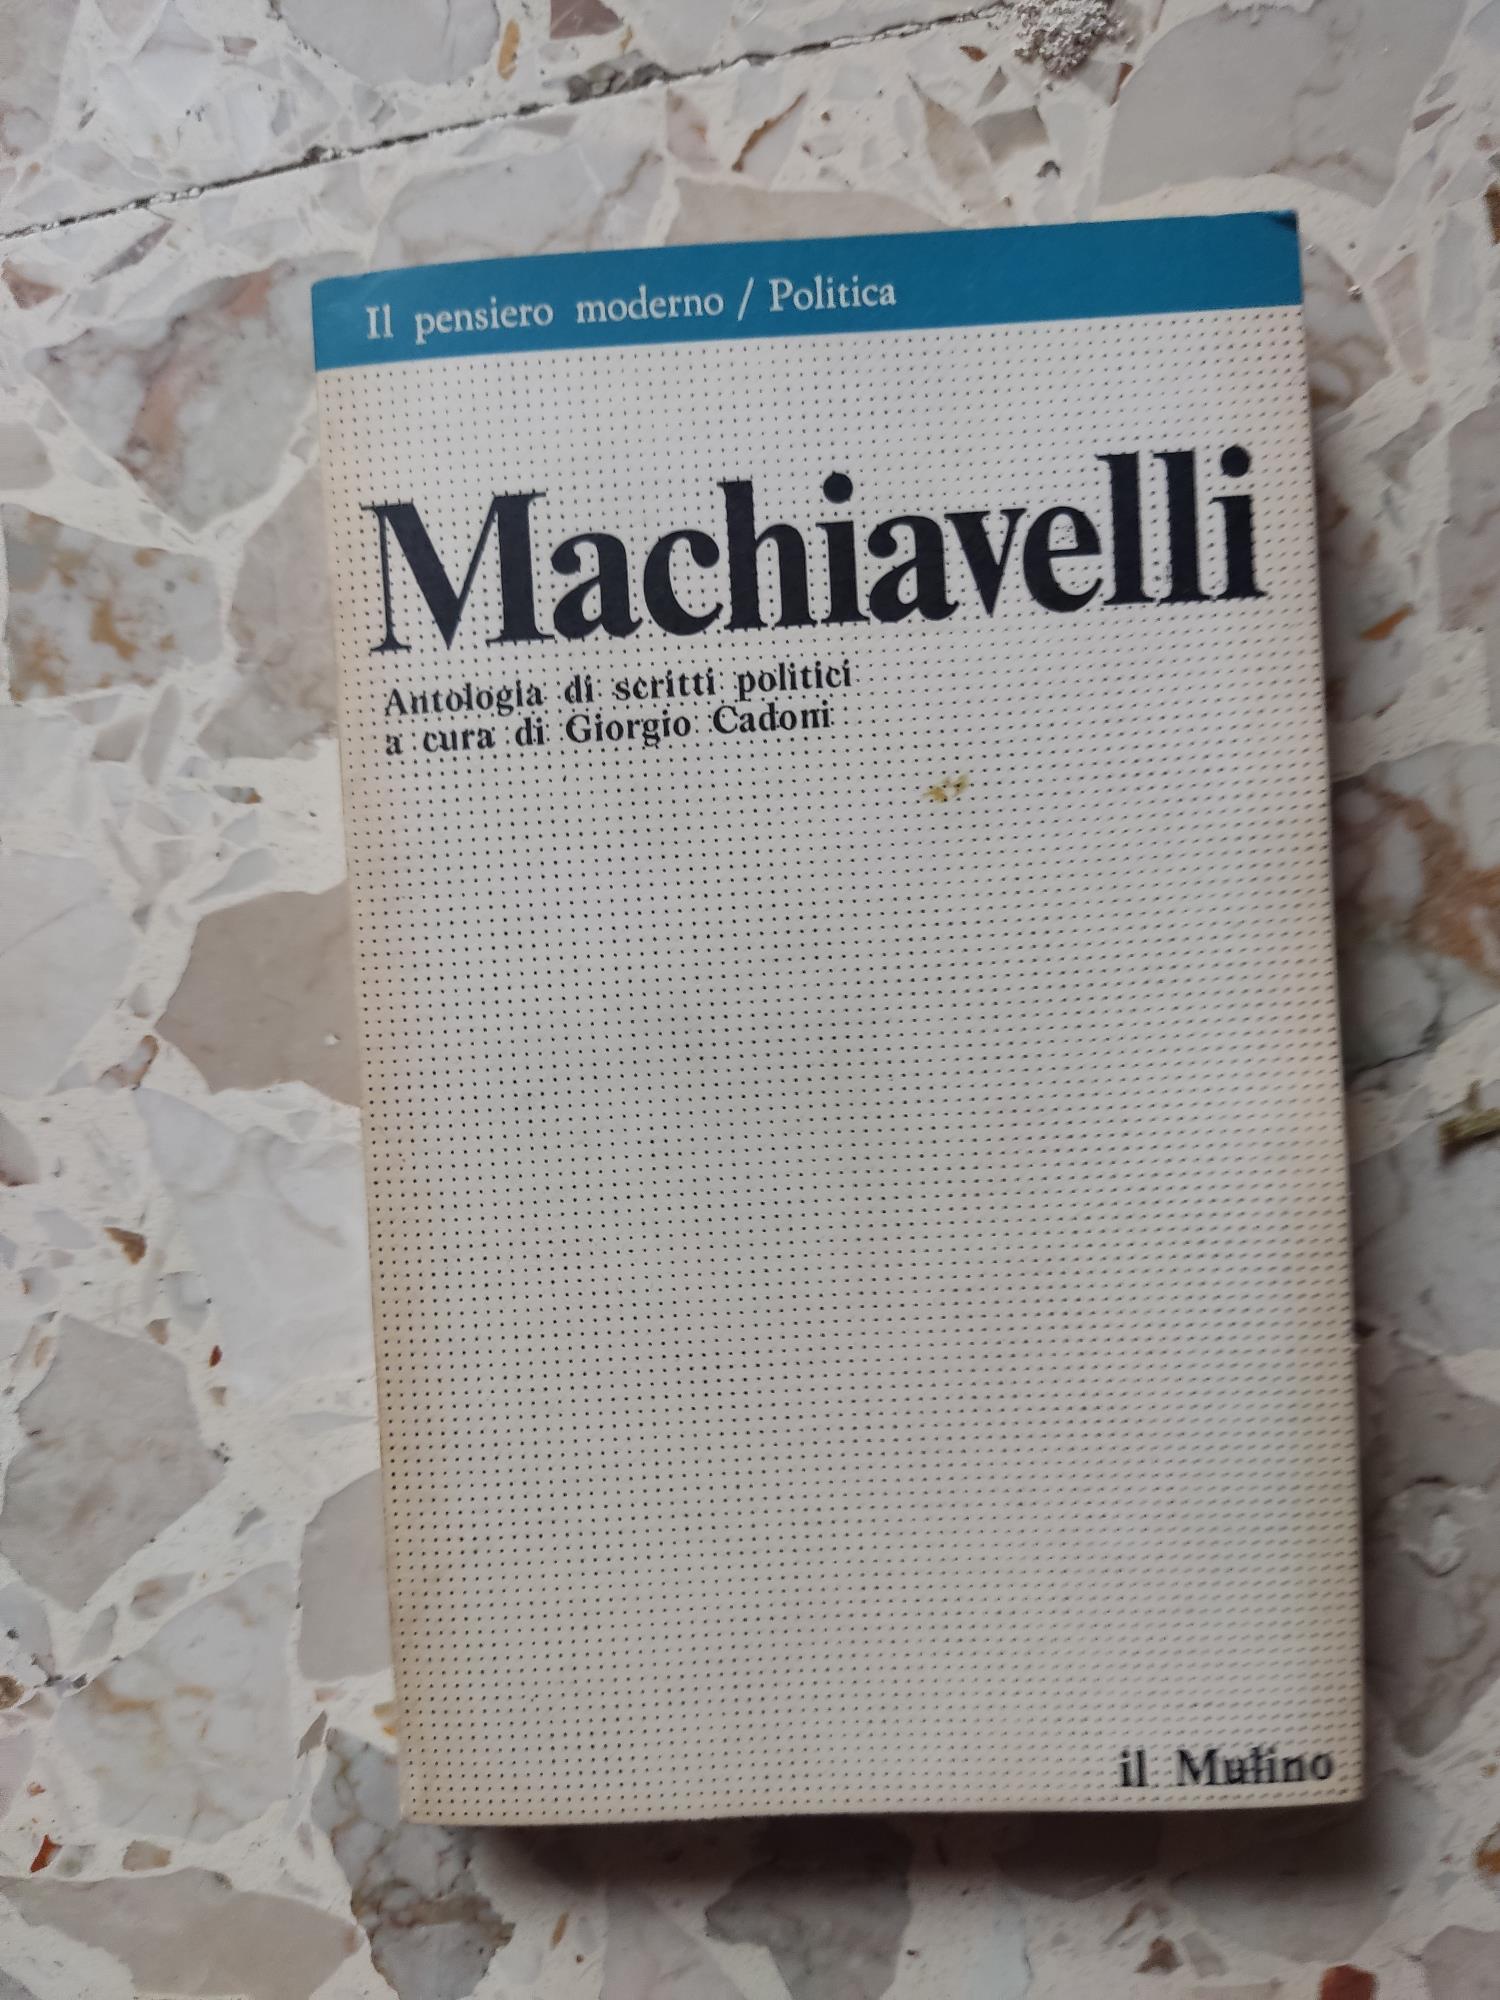 Il pensiero moderno / Politica
Machiavelli
Antologia di scritti politici
a cura di Giorgio Cadoni
il Mulino